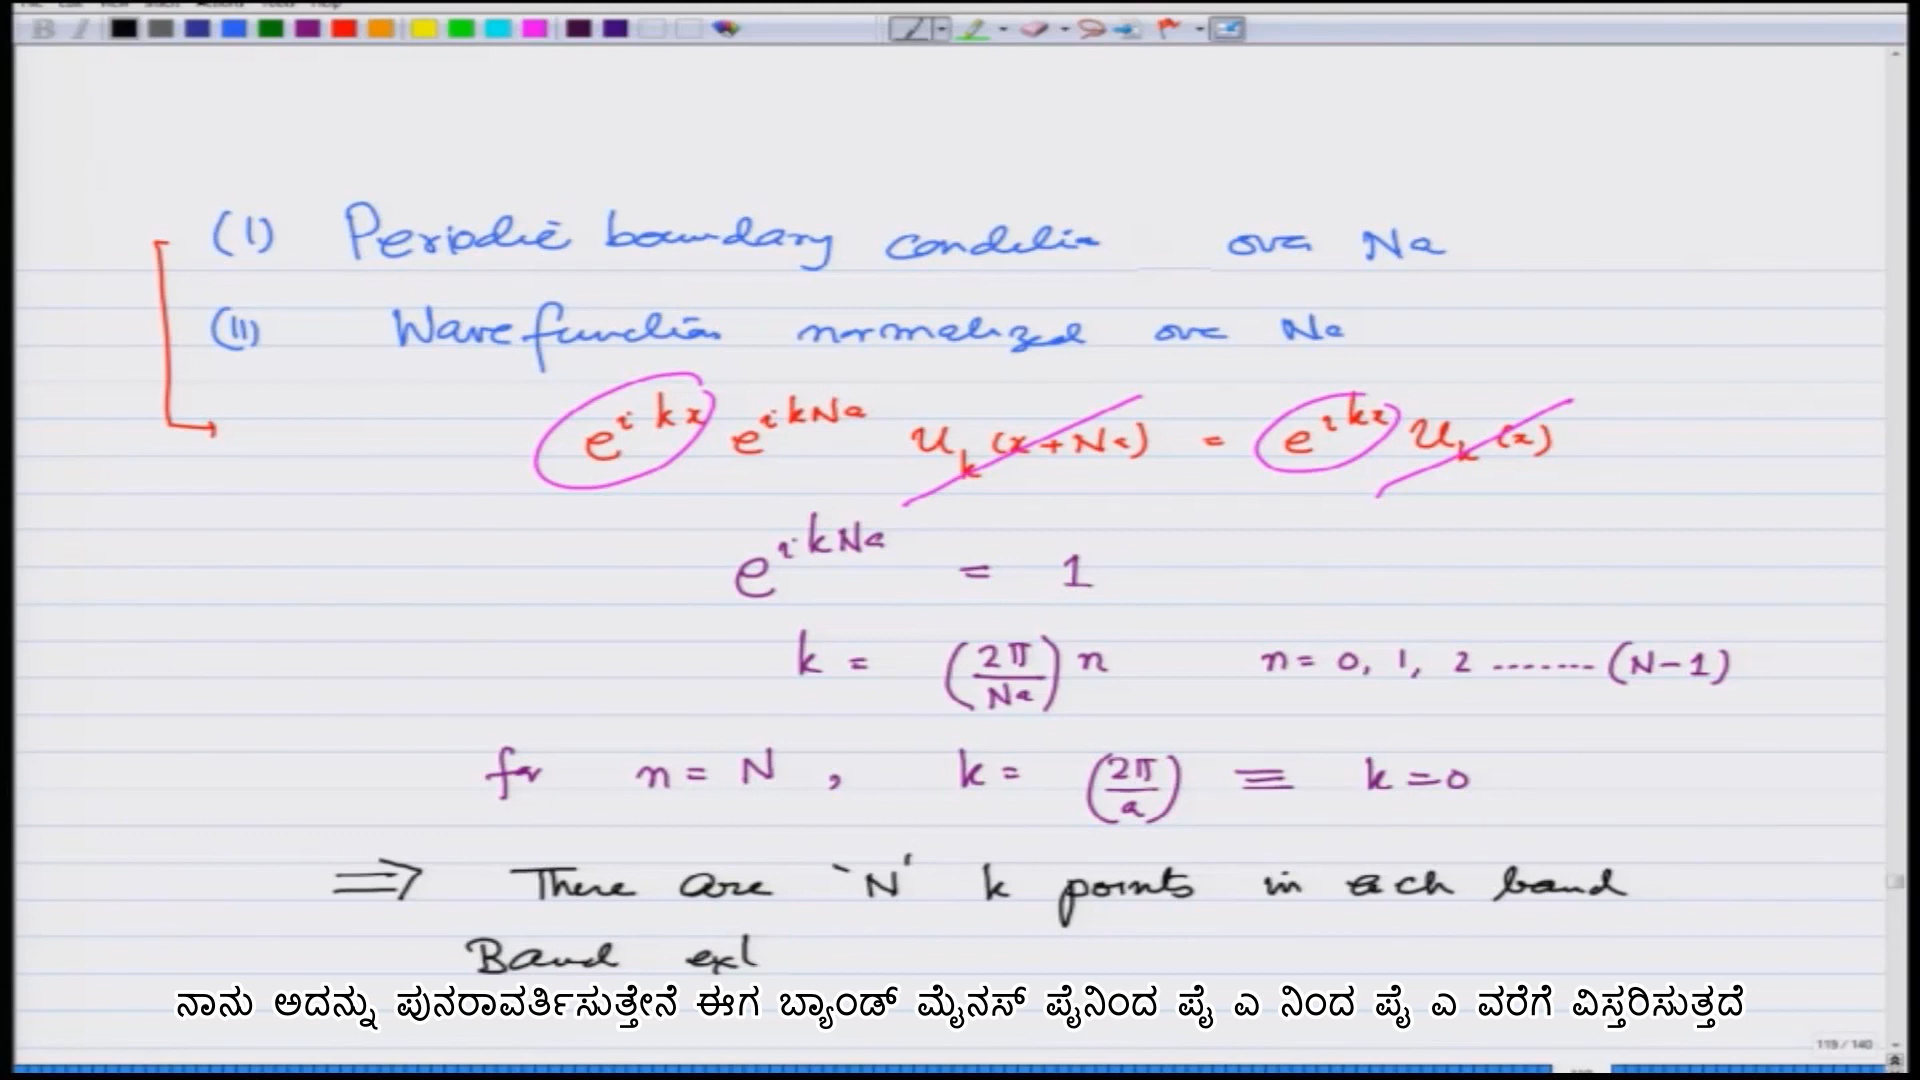 (I) Periodic boundary condition over Na
(II) Wavefunction normalized over Na
e^{ikx} e^{ikNa} u_k(x+Na) = e^{ikx} u_k(x)
e^{ikNa} = 1
k = (2π/Na) n   n = 0, 1, 2 ....... (N-1)
for n = N , k = (2π/a) ≡ k = 0
⇒ There are `N' k points in each band
Band ext
ನಾನು ಅದನ್ನು ಪುನರಾವರ್ತಿಸುತ್ತೇನೆ ಈಗ ಬ್ಯಾಂಡ್ ಮೈನಸ್ ಪೈನಿಂದ ಪೈ ಎ ನಿಂದ ಪೈ ಎ ವರೆಗೆ ವಿಸ್ತರಿಸುತ್ತದೆ
119 / 140